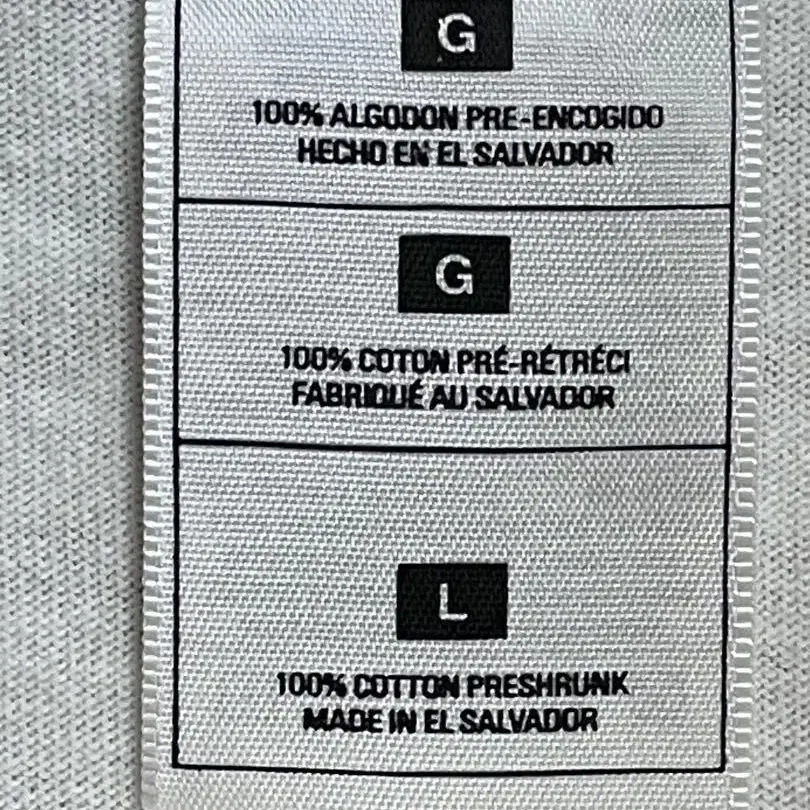 G
100% ALGODON PRE-ENCOGIDO
HECHO EN EL SALVADOR
G
100% COTON PRÉ-RÉTRÉCI
FABRIQUÉ AU SALVADOR
L
100% COTTON PRESHRUNK
MADE IN EL SALVADOR